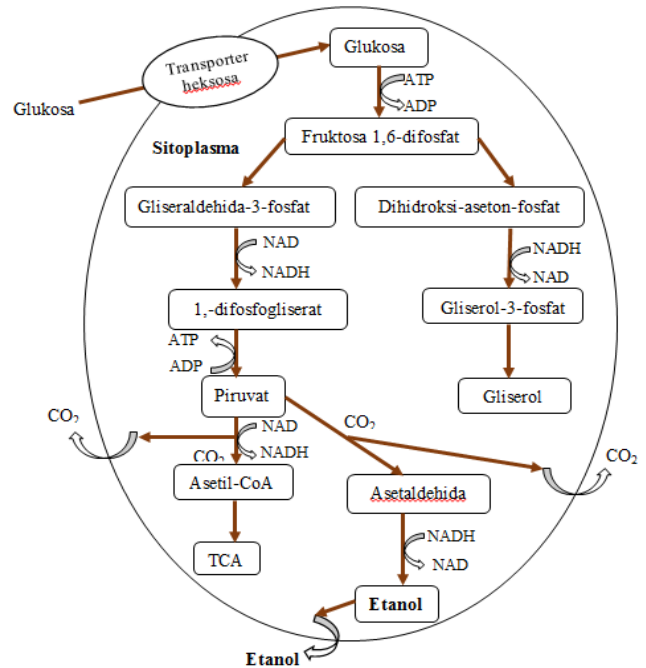 Glukosa
Transporter
heksosa
Glukosa
ATP
ADP
Fruktosa 1,6-difosfat
Sitoplasma
Gliseraldehida-3-fosfat
Dihidroksi-aseton-fosfat
NAD
NADH
NADH
NAD
1,-difosfogliserat
Gliserol-3-fosfat
ATP
ADP
Piruvat
Gliserol
CO2
NAD
NADH
CO2
CO2
CO2
Asetil-CoA
Asetaldehida
TCA
NADH
NAD
Etanol
Etanol